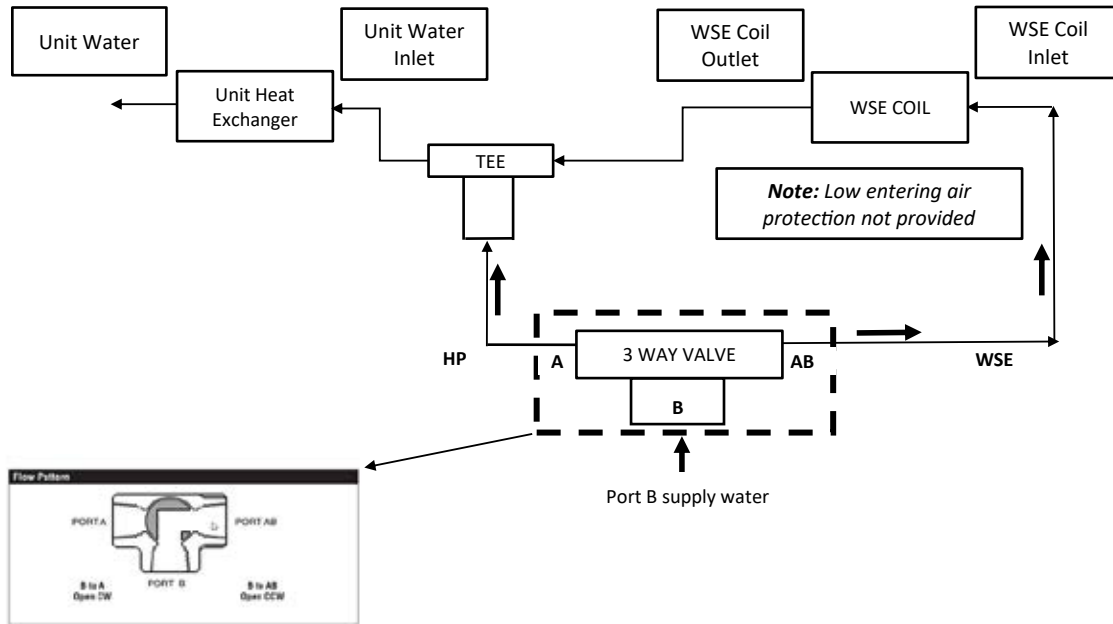 Unit Water
Unit Water
Inlet
WSE Coil
Outlet
WSE Coil
Inlet
Unit Heat
Exchanger
WSE COIL
TEE
Note: Low entering air
protection not provided
HP
A
3 WAY VALVE
AB
WSE
B
Port B supply water
Flow Pattern
PORT A
PORT AB
PORT B
B to A
Open CW
B to AB
Open CCW